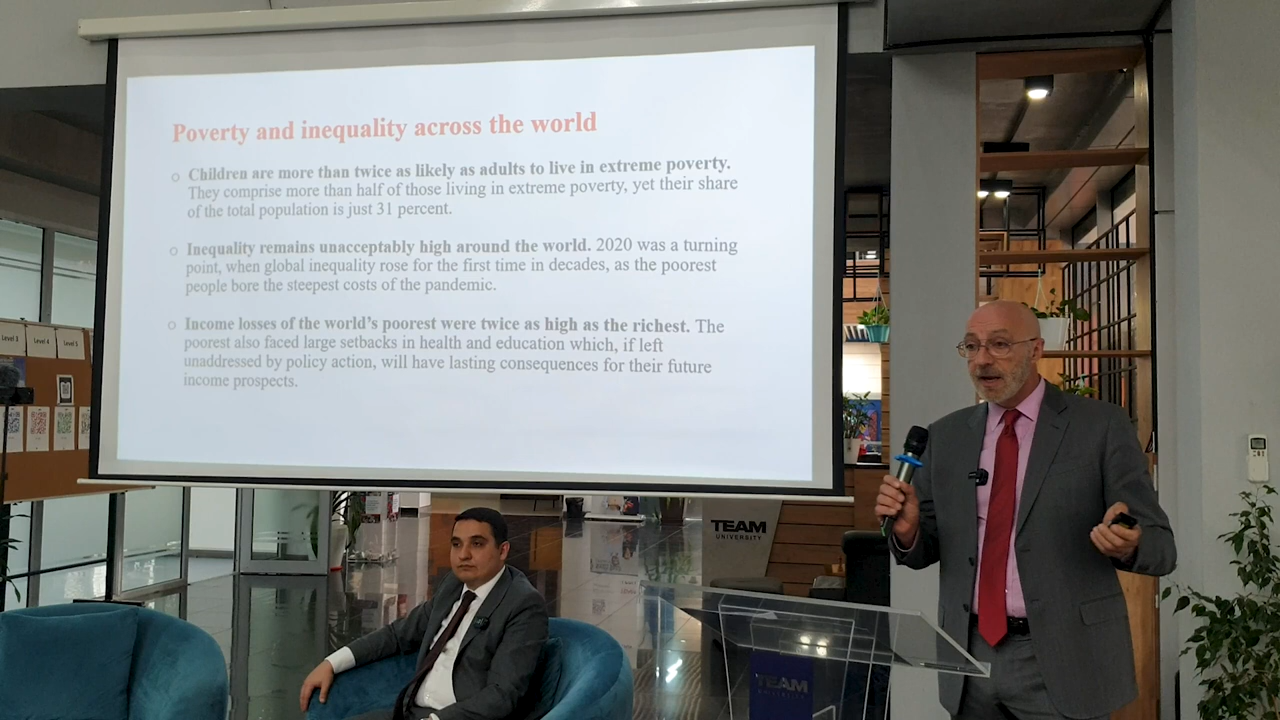 Poverty and inequality across the world
Children are more than twice as likely as adults to live in extreme poverty.
They comprise more than half of those living in extreme poverty, yet their share
of the total population is just 31 percent.
Inequality remains unacceptably high around the world. 2020 was a turning
point, when global inequality rose for the first time in decades, as the poorest
people bore the steepest costs of the pandemic.
Income losses of the world's poorest were twice as high as the richest. The
poorest also faced large setbacks in health and education which, if left
unaddressed by policy action, will have lasting consequences for their future
income prospects.
Level 3
Level 4
Level 5
TEAM
UNIVERSITY
TEAM
UNIVERSITY